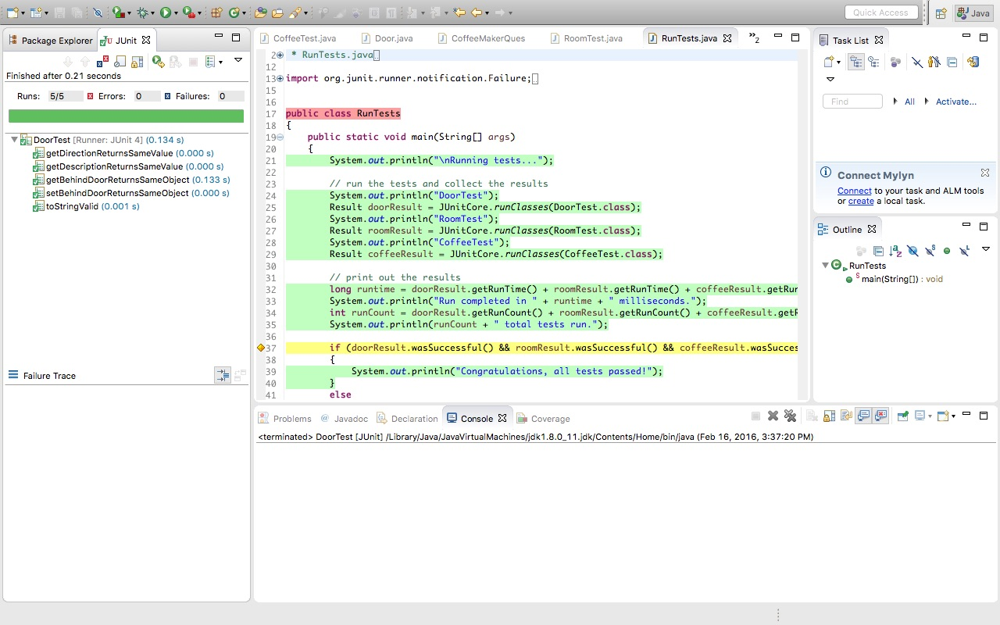 Quick Access
Java
Package Explorer
JUnit
Finished after 0.21 seconds
Runs: 5/5 Errors: 0 Failures: 0
DoorTest [Runner: JUnit 4] (0.134 s)
getDirectionReturnsSameValue (0.000 s)
getDescriptionReturnsSameValue (0.000 s)
getBehindDoorReturnsSameObject (0.133 s)
setBehindDoorReturnsSameObject (0.000 s)
toStringValid (0.001 s)
Failure Trace
CoffeeTest.java Door.java CoffeeMakerQues RoomTest.java RunTests.java »2
2 * RunTests.java
12
13 import org.junit.runner.notification.Failure;
15
16
17 public class RunTests
18 {
19 public static void main(String[] args)
20 {
21 System.out.println("\nRunning tests...");
22
23 // run the tests and collect the results
24 System.out.println("DoorTest");
25 Result doorResult = JUnitCore.runClasses(DoorTest.class);
26 System.out.println("RoomTest");
27 Result roomResult = JUnitCore.runClasses(RoomTest.class);
28 System.out.println("CoffeeTest");
29 Result coffeeResult = JUnitCore.runClasses(CoffeeTest.class);
30
31 // print out the results
32 long runtime = doorResult.getRunTime() + roomResult.getRunTime() + coffeeResult.getRun
33 System.out.println("Run completed in " + runtime + " milliseconds.");
34 int runCount = doorResult.getRunCount() + roomResult.getRunCount() + coffeeResult.getR
35 System.out.println(runCount + " total tests run.");
36
37 if (doorResult.wasSuccessful() && roomResult.wasSuccessful() && coffeeResult.wasSucces
38 {
39 System.out.println("Congratulations, all tests passed!");
40 }
41 else
Problems @ Javadoc Declaration Console Coverage
<terminated> DoorTest [JUnit] /Library/Java/JavaVirtualMachines/jdk1.8.0_11.jdk/Contents/Home/bin/java (Feb 16, 2016, 3:37:20 PM)
Task List
Find All Activate...
Connect Mylyn
Connect to your task and ALM tools
or create a local task.
Outline
RunTests
main(String[]) : void